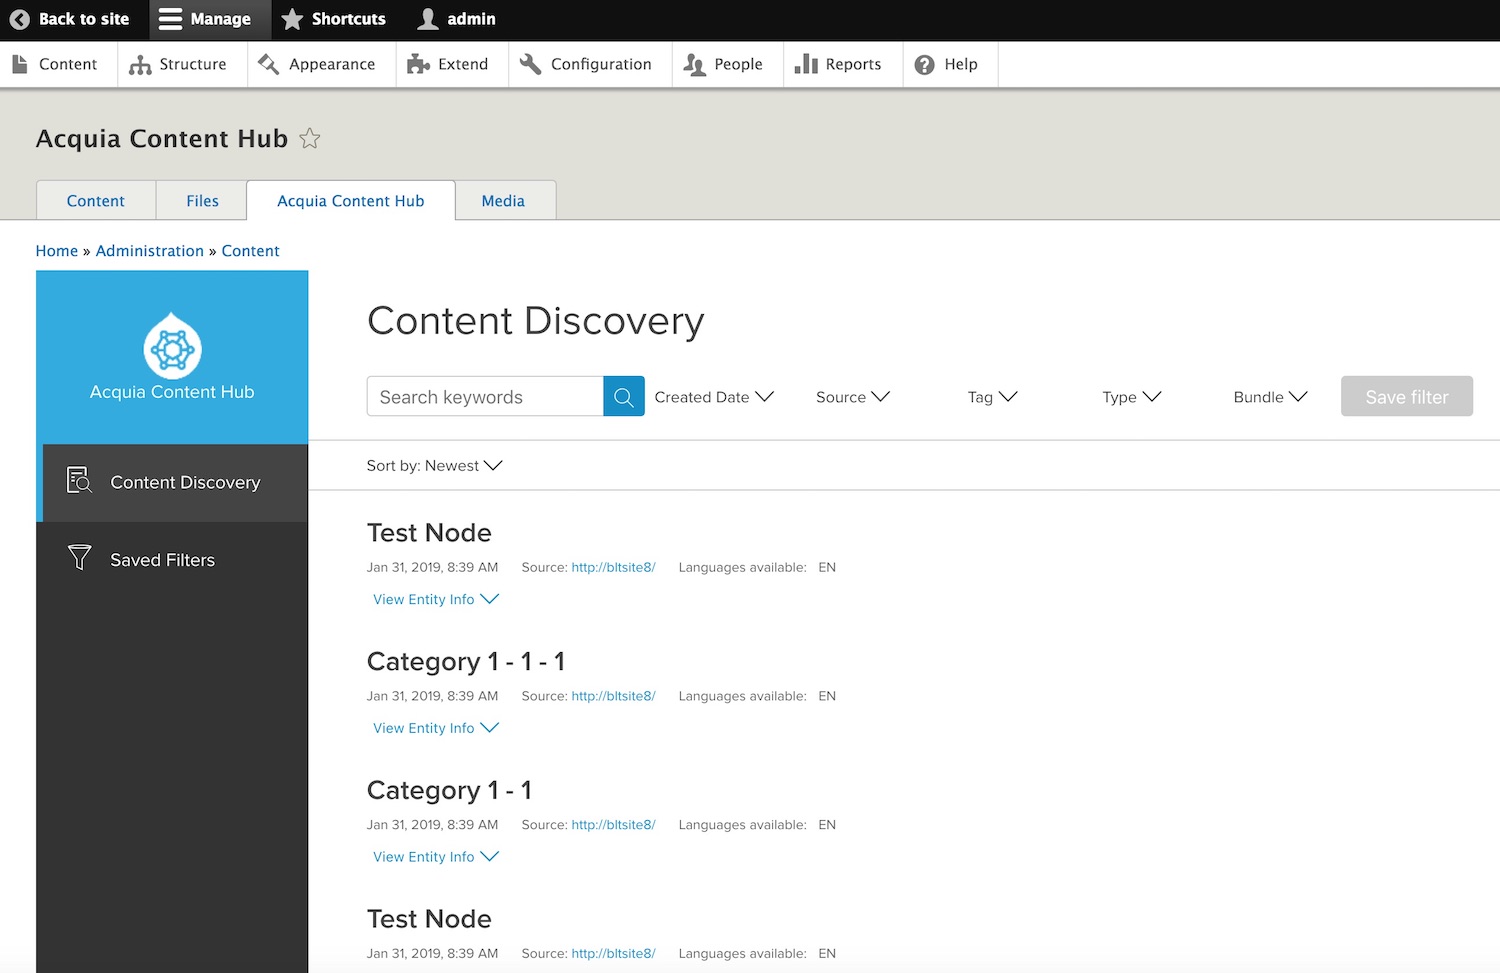 Back to site Manage Shortcuts admin
Content Structure Appearance Extend Configuration People Reports Help
Acquia Content Hub
Content Files Acquia Content Hub Media
Home » Administration » Content
Acquia Content Hub
Content Discovery
Saved Filters
Content Discovery
Search keywords Created Date Source Tag Type Bundle Save filter
Sort by: Newest
Test Node
Jan 31, 2019, 8:39 AM Source: http://bltsite8/ Languages available: EN
View Entity Info
Category 1 - 1 - 1
Jan 31, 2019, 8:39 AM Source: http://bltsite8/ Languages available: EN
View Entity Info
Category 1 - 1
Jan 31, 2019, 8:39 AM Source: http://bltsite8/ Languages available: EN
View Entity Info
Test Node
Jan 31, 2019, 8:39 AM Source: http://bltsite8/ Languages available: EN